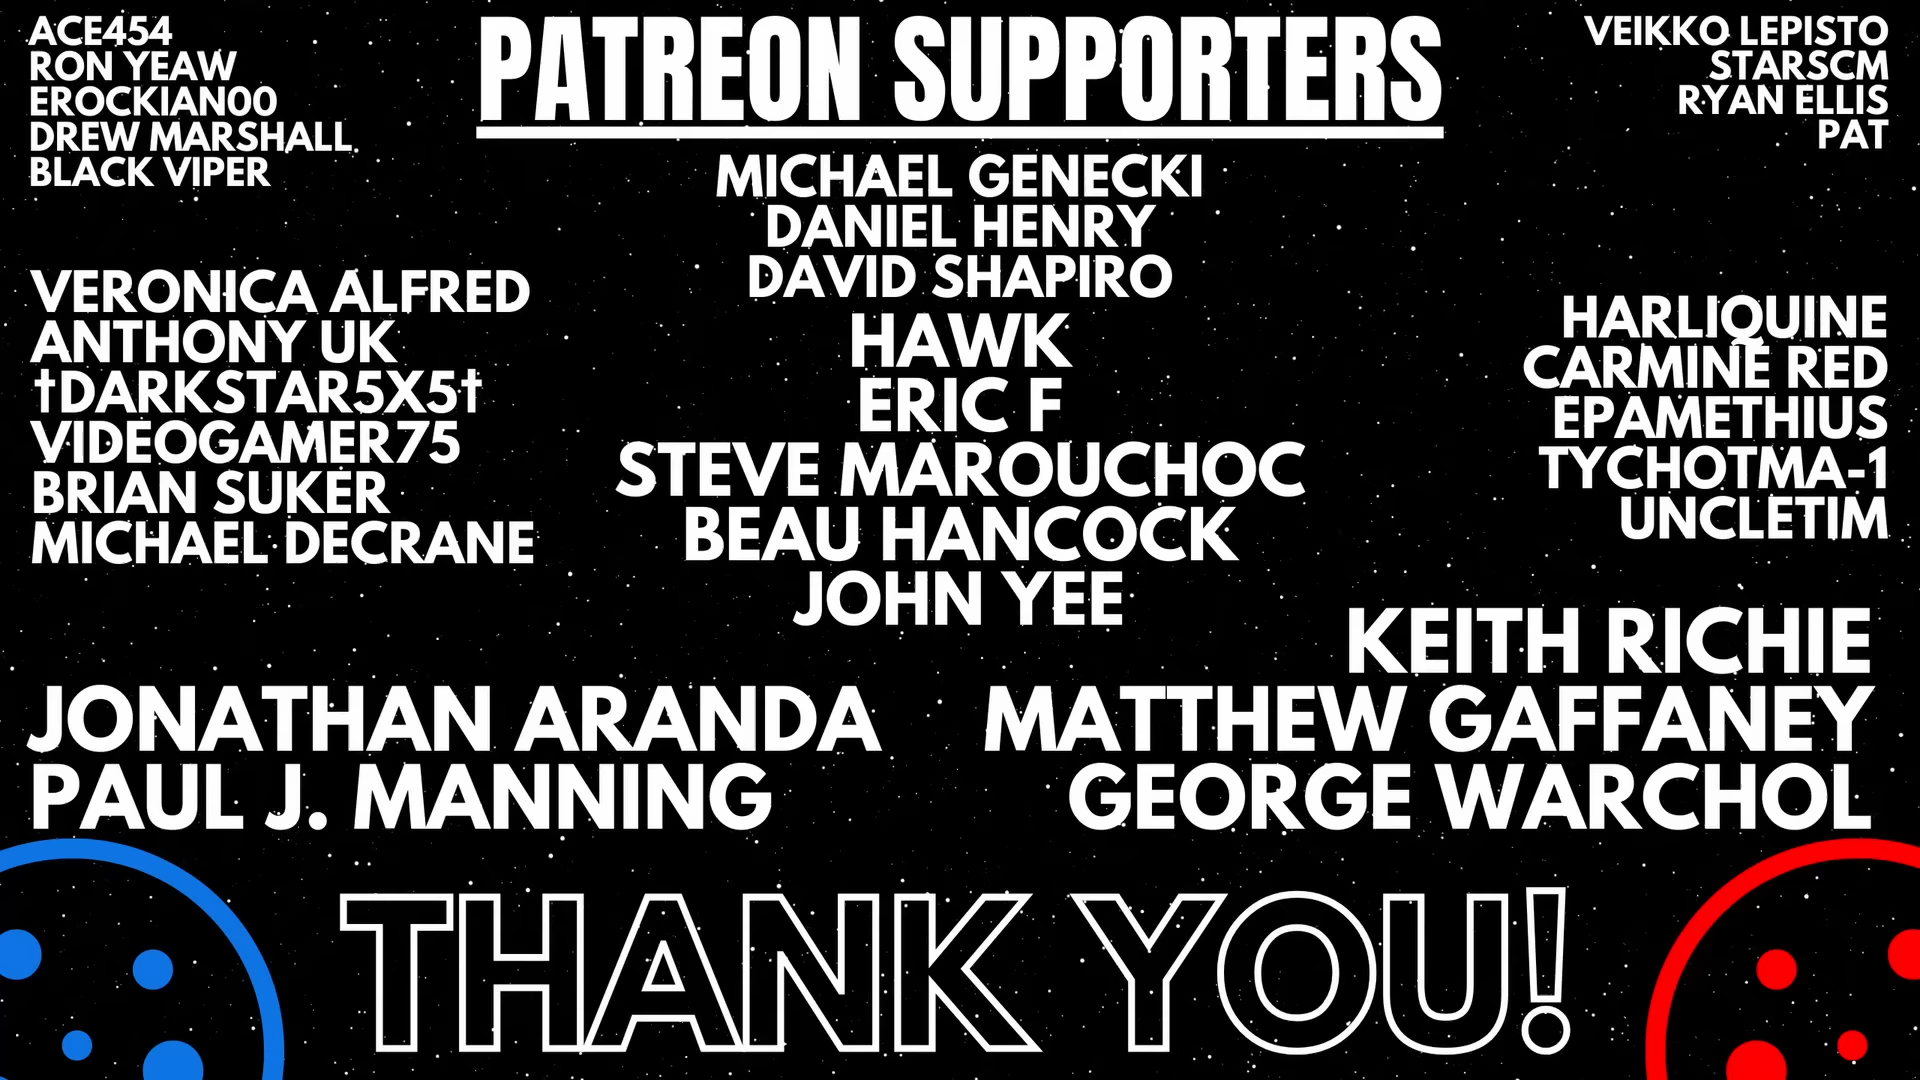 PATREON SUPPORTERS
ACE454
RON YEAW
EROCKIAN00
DREW MARSHALL
BLACK VIPER
VEIKKO LEPISTO
STARSCM
RYAN ELLIS
PAT
MICHAEL GENECKI
DANIEL HENRY
DAVID SHAPIRO
HAWK
ERIC F
STEVE MAROUCHOC
BEAU HANCOCK
JOHN YEE
VERONICA ALFRED
ANTHONY UK
†DARKSTAR5X5†
VIDEOGAMER75
BRIAN SUKER
MICHAEL DECRANE
HARLIQUINE
CARMINE RED
EPAMETHIUS
TYCHOTMA-1
UNCLETIM
JONATHAN ARANDA
PAUL J. MANNING
KEITH RICHIE
MATTHEW GAFFANEY
GEORGE WARCHOL
THANK YOU!